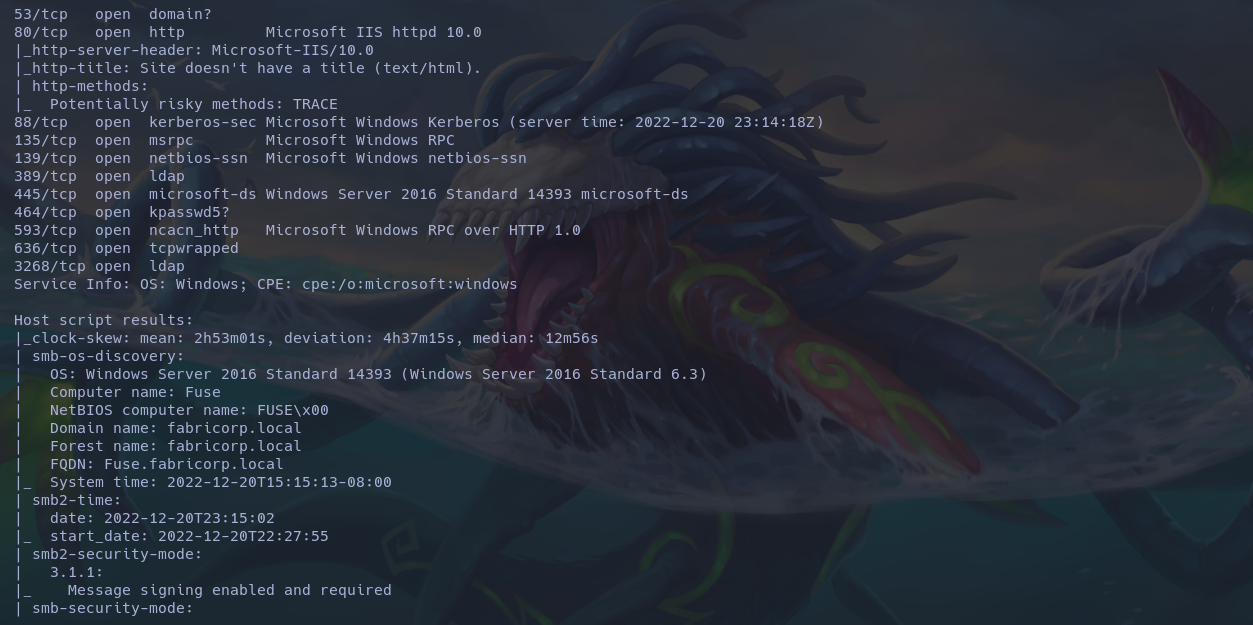 53/tcp   open  domain?
80/tcp   open  http         Microsoft IIS httpd 10.0
|_http-server-header: Microsoft-IIS/10.0
|_http-title: Site doesn't have a title (text/html).
| http-methods:
|_  Potentially risky methods: TRACE
88/tcp   open  kerberos-sec Microsoft Windows Kerberos (server time: 2022-12-20 23:14:18Z)
135/tcp  open  msrpc        Microsoft Windows RPC
139/tcp  open  netbios-ssn  Microsoft Windows netbios-ssn
389/tcp  open  ldap
445/tcp  open  microsoft-ds Windows Server 2016 Standard 14393 microsoft-ds
464/tcp  open  kpasswd5?
593/tcp  open  ncacn_http   Microsoft Windows RPC over HTTP 1.0
636/tcp  open  tcpwrapped
3268/tcp open  ldap
Service Info: OS: Windows; CPE: cpe:/o:microsoft:windows

Host script results:
|_clock-skew: mean: 2h53m01s, deviation: 4h37m15s, median: 12m56s
| smb-os-discovery:
|   OS: Windows Server 2016 Standard 14393 (Windows Server 2016 Standard 6.3)
|   Computer name: Fuse
|   NetBIOS computer name: FUSE\x00
|   Domain name: fabricorp.local
|   Forest name: fabricorp.local
|   FQDN: Fuse.fabricorp.local
|_  System time: 2022-12-20T15:15:13-08:00
| smb2-time:
|   date: 2022-12-20T23:15:02
|_  start_date: 2022-12-20T22:27:55
| smb2-security-mode:
|   3.1.1:
|_    Message signing enabled and required
| smb-security-mode: